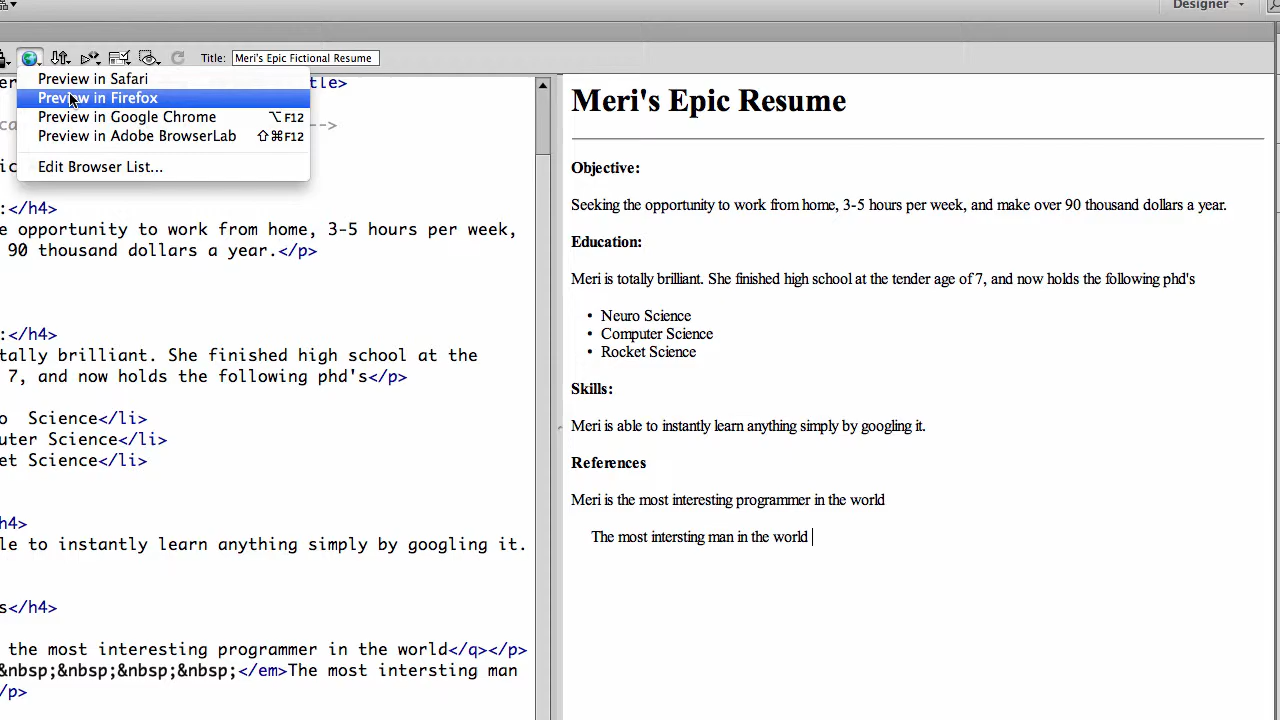 Designer
Title: Meri's Epic Fictional Resume
Preview in Safari
Preview in Firefox
Preview in Google Chrome ⌥F12
Preview in Adobe BrowserLab ⇧⌘F12
Edit Browser List...
tle>
-->
:</h4>
e opportunity to work from home, 3-5 hours per week,
90 thousand dollars a year.</p>
:</h4>
tally brilliant. She finished high school at the
7, and now holds the following phd's</p>
o  Science</li>
uter Science</li>
et Science</li>
h4>
le to instantly learn anything simply by googling it.
s</h4>
the most interesting programmer in the world</q></p>
&nbsp;&nbsp;&nbsp;&nbsp;</em>The most intersting man
/p>
Meri's Epic Resume
Objective:
Seeking the opportunity to work from home, 3-5 hours per week, and make over 90 thousand dollars a year.
Education:
Meri is totally brilliant. She finished high school at the tender age of 7, and now holds the following phd's
• Neuro Science
• Computer Science
• Rocket Science
Skills:
Meri is able to instantly learn anything simply by googling it.
References
Meri is the most interesting programmer in the world
The most intersting man in the world